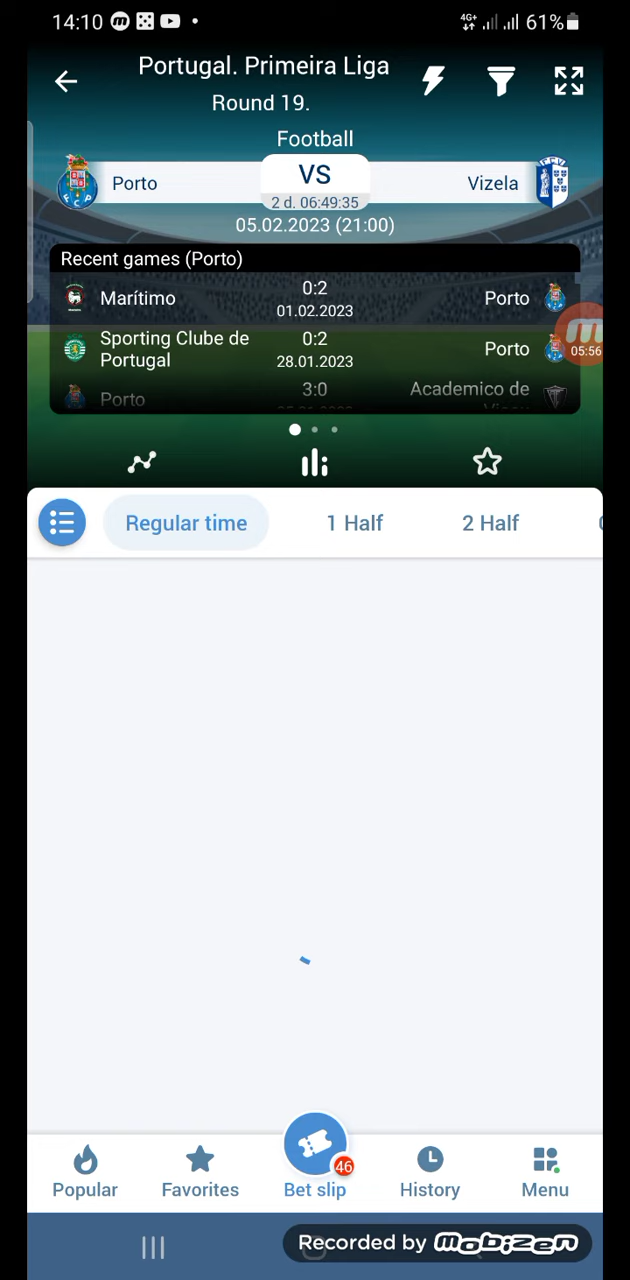 14:10
4G+ 61%
Portugal. Primeira Liga
Round 19.
Football
Porto VS Vizela
2 d. 06:49:35
05.02.2023 (21:00)
Recent games (Porto)
Marítimo 0:2 Porto
01.02.2023
Sporting Clube de
Portugal 0:2 Porto
28.01.2023
05:56
Porto 3:0 Academico de
Regular time 1 Half 2 Half
46
Popular Favorites Bet slip History Menu
Recorded by mobizen